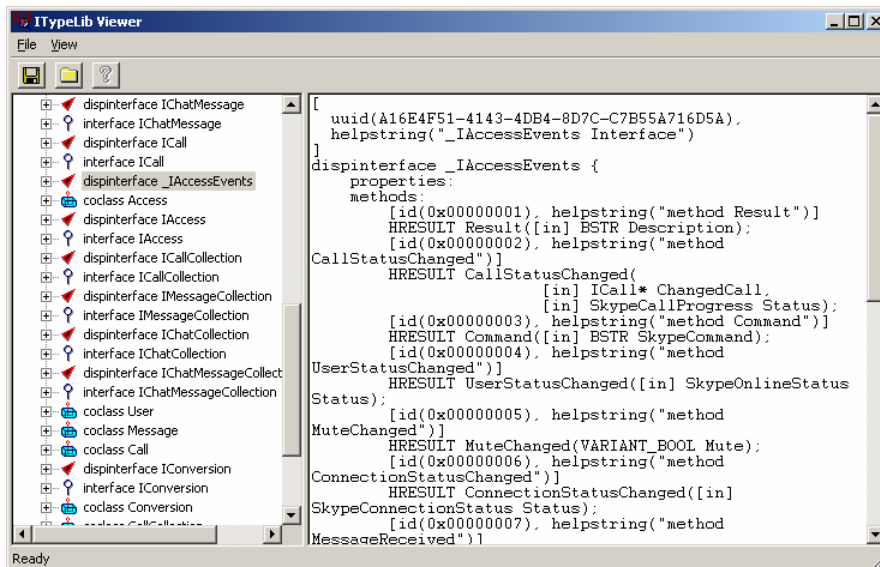 ITypeLib Viewer
File View
dispinterface IChatMessage
interface IChatMessage
dispinterface ICall
interface ICall
dispinterface _IAccessEvents
coclass Access
dispinterface IAccess
interface IAccess
dispinterface ICallCollection
interface ICallCollection
dispinterface IMessageCollection
interface IMessageCollection
dispinterface IChatCollection
interface IChatCollection
dispinterface IChatMessageCollect
interface IChatMessageCollection
coclass User
coclass Message
coclass Call
dispinterface IConversion
interface IConversion
coclass Conversion
coclass CallCollection
[
uuid(A16E4F51-4143-4DB4-8D7C-C7B55A716D5A),
helpstring("_IAccessEvents Interface")
]
dispinterface _IAccessEvents {
properties:
methods:
[id(0x00000001), helpstring("method Result")]
HRESULT Result([in] BSTR Description);
[id(0x00000002), helpstring("method
CallStatusChanged")]
HRESULT CallStatusChanged(
[in] ICall* ChangedCall,
[in] SkypeCallProgress Status);
[id(0x00000003), helpstring("method Command")]
HRESULT Command([in] BSTR SkypeCommand);
[id(0x00000004), helpstring("method
UserStatusChanged")]
HRESULT UserStatusChanged([in] SkypeOnlineStatus
Status);
[id(0x00000005), helpstring("method
MuteChanged")]
HRESULT MuteChanged(VARIANT_BOOL Mute);
[id(0x00000006), helpstring("method
ConnectionStatusChanged")]
HRESULT ConnectionStatusChanged([in]
SkypeConnectionStatus Status);
[id(0x00000007), helpstring("method
MessageReceived")]
Ready